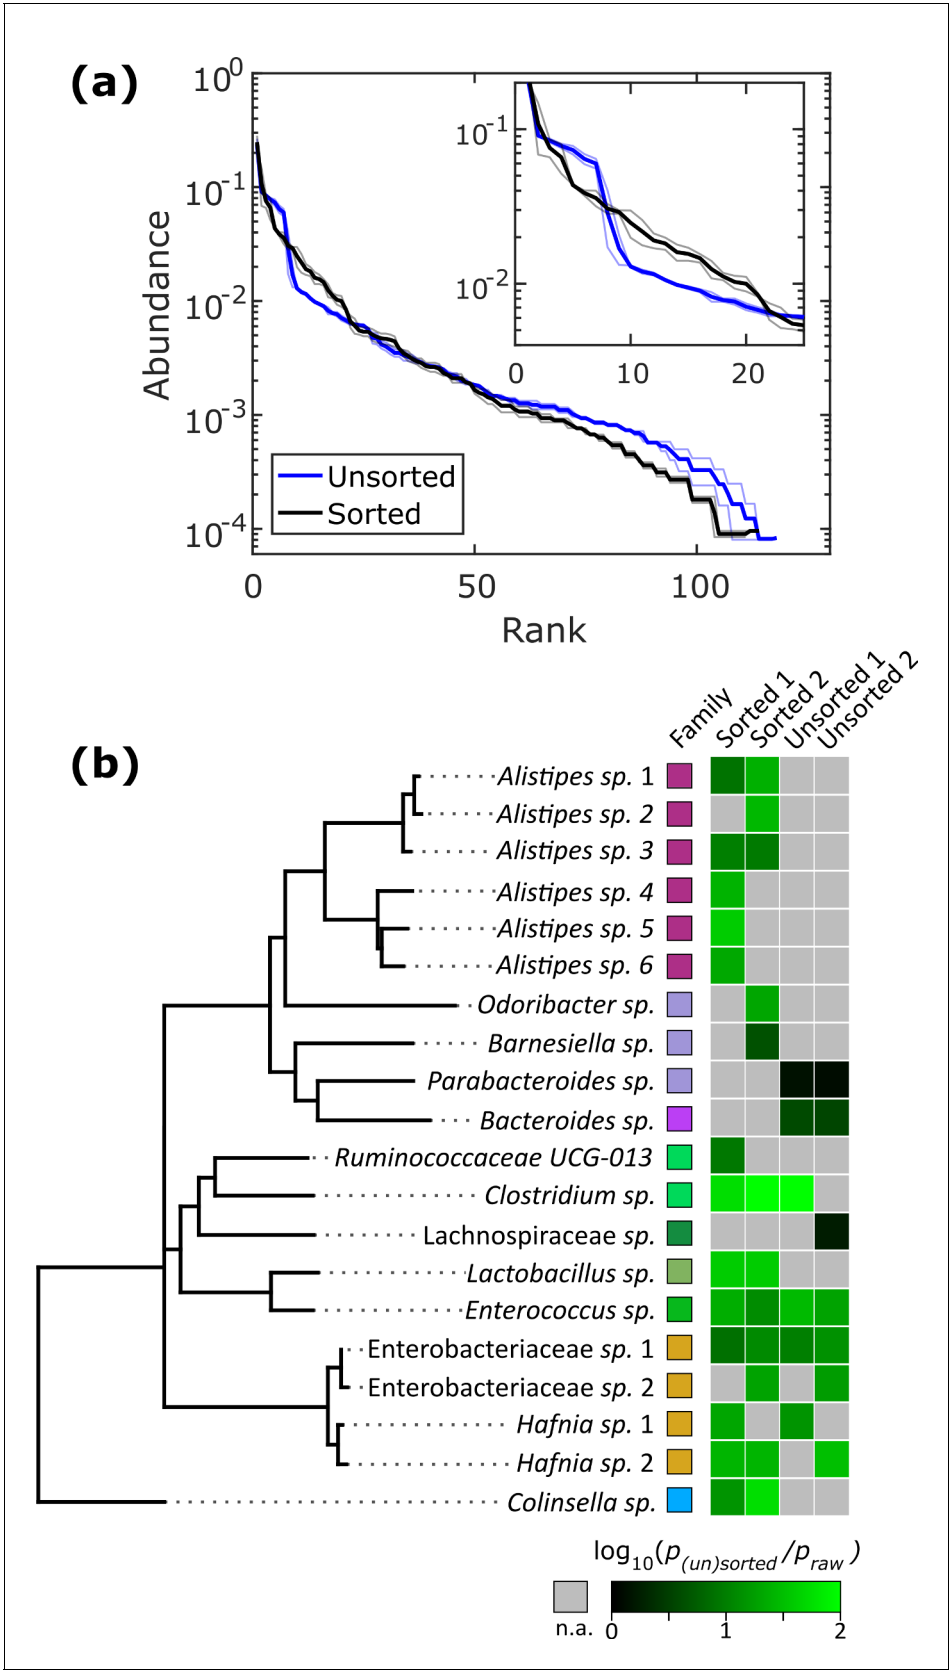 (a)
10^0
10^-1
10^-2
10^-3
10^-4
Abundance
10^-1
10^-2
0 10 20
Unsorted
Sorted
0 50 100
Rank
(b)
Family
Sorted 1
Sorted 2
Unsorted 1
Unsorted 2
Alistipes sp. 1
Alistipes sp. 2
Alistipes sp. 3
Alistipes sp. 4
Alistipes sp. 5
Alistipes sp. 6
Odoribacter sp.
Barnesiella sp.
Parabacteroides sp.
Bacteroides sp.
Ruminococcaceae UCG-013
Clostridium sp.
Lachnospiraceae sp.
Lactobacillus sp.
Enterococcus sp.
Enterobacteriaceae sp. 1
Enterobacteriaceae sp. 2
Hafnia sp. 1
Hafnia sp. 2
Colinsella sp.
log10(p(un)sorted/praw)
n.a. 0 1 2